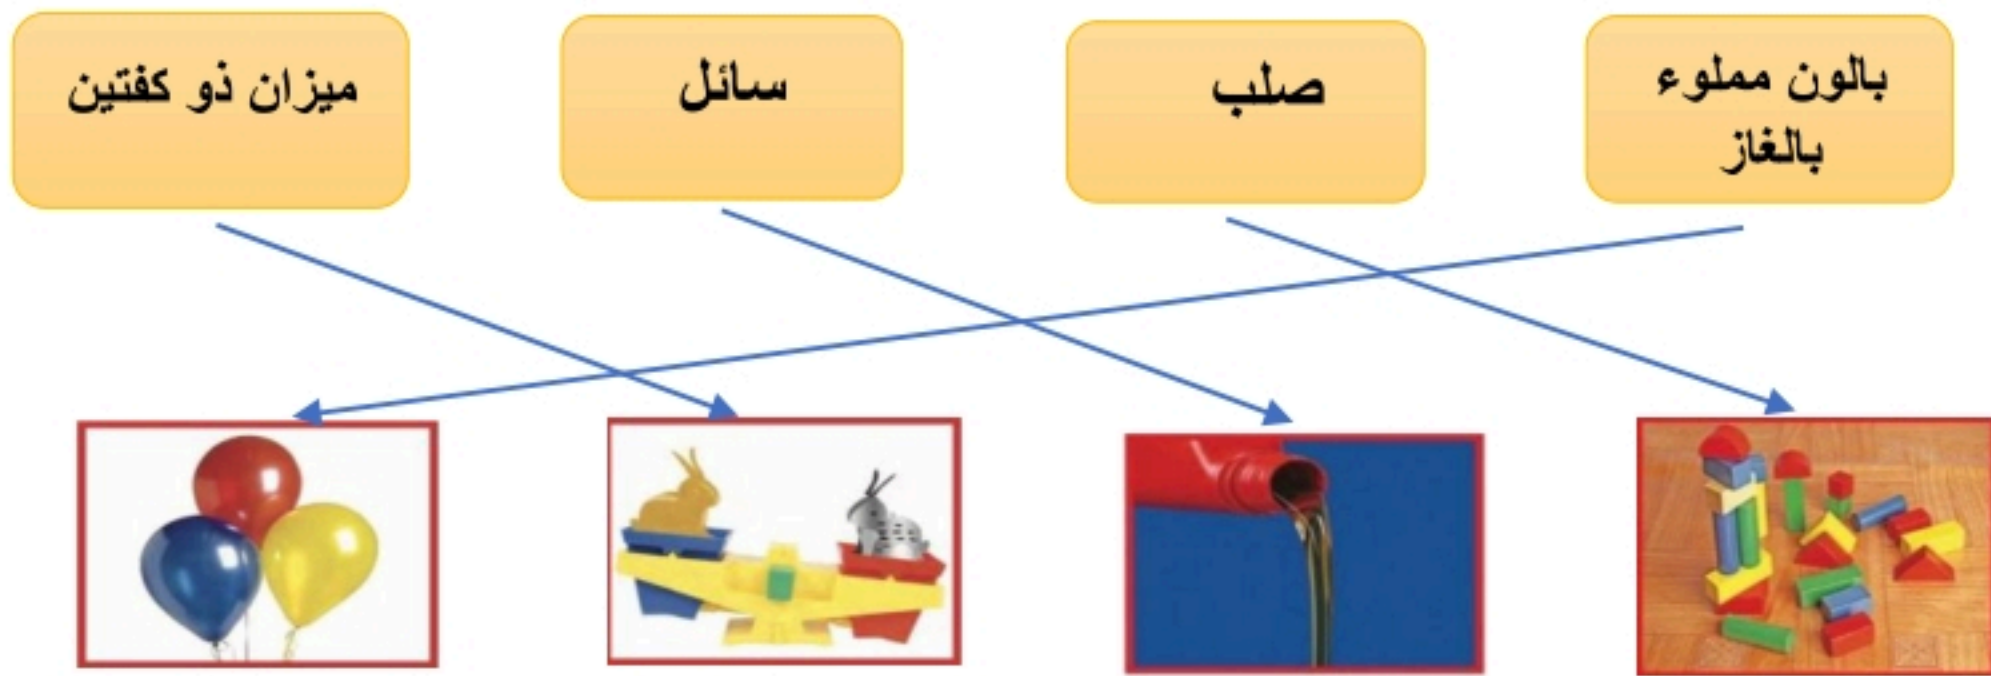 بالون مملوء
بالغاز
صلب
سائل
ميزان ذو كفتين